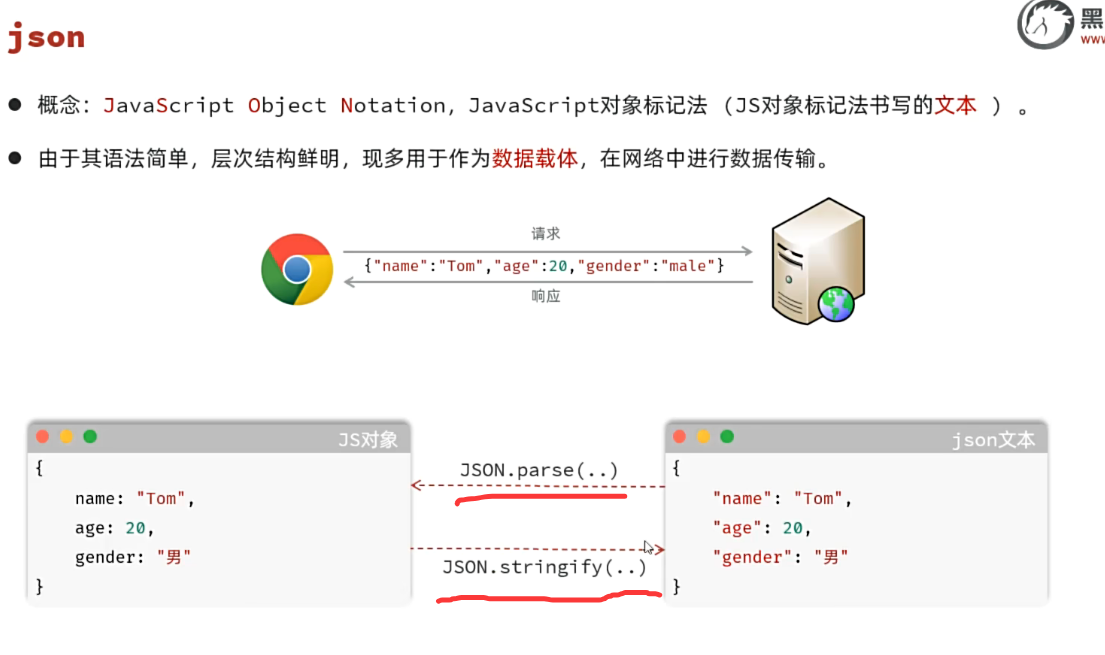 json
黑
www
● 概念：JavaScript Object Notation，JavaScript对象标记法（JS对象标记法书写的文本 ）。
● 由于其语法简单，层次结构鲜明，现多用于作为数据载体，在网络中进行数据传输。
请求
{"name":"Tom","age":20,"gender":"male"}
响应
JS对象
{
name: "Tom",
age: 20,
gender: "男"
}
JSON.parse(..)
JSON.stringify(..)
json文本
{
"name": "Tom",
"age": 20,
"gender": "男"
}